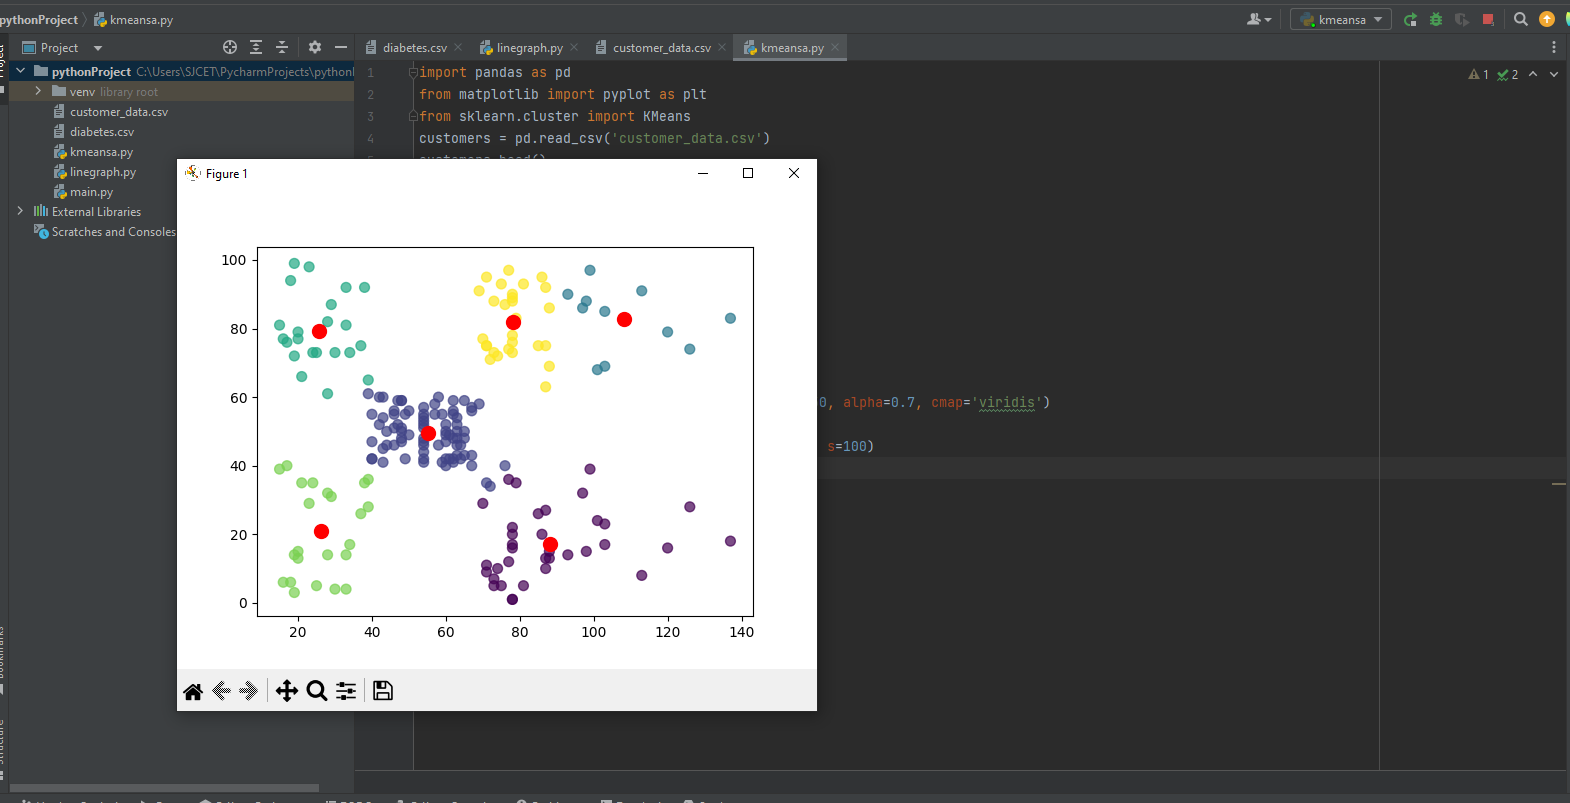 pythonProject
kmeansa.py
kmeansa
Project
diabetes.csv
linegraph.py
customer_data.csv
kmeansa.py
pythonProject C:\Users\SJCET\PycharmProjects\python
venv library root
customer_data.csv
diabetes.csv
kmeansa.py
linegraph.py
main.py
External Libraries
Scratches and Consoles
1 import pandas as pd
2 from matplotlib import pyplot as plt
3 from sklearn.cluster import KMeans
4 customers = pd.read_csv('customer_data.csv')
1 2
0, alpha=0.7, cmap='viridis')
s=100)
Figure 1
100
80
60
40
20
0
20 40 60 80 100 120 140